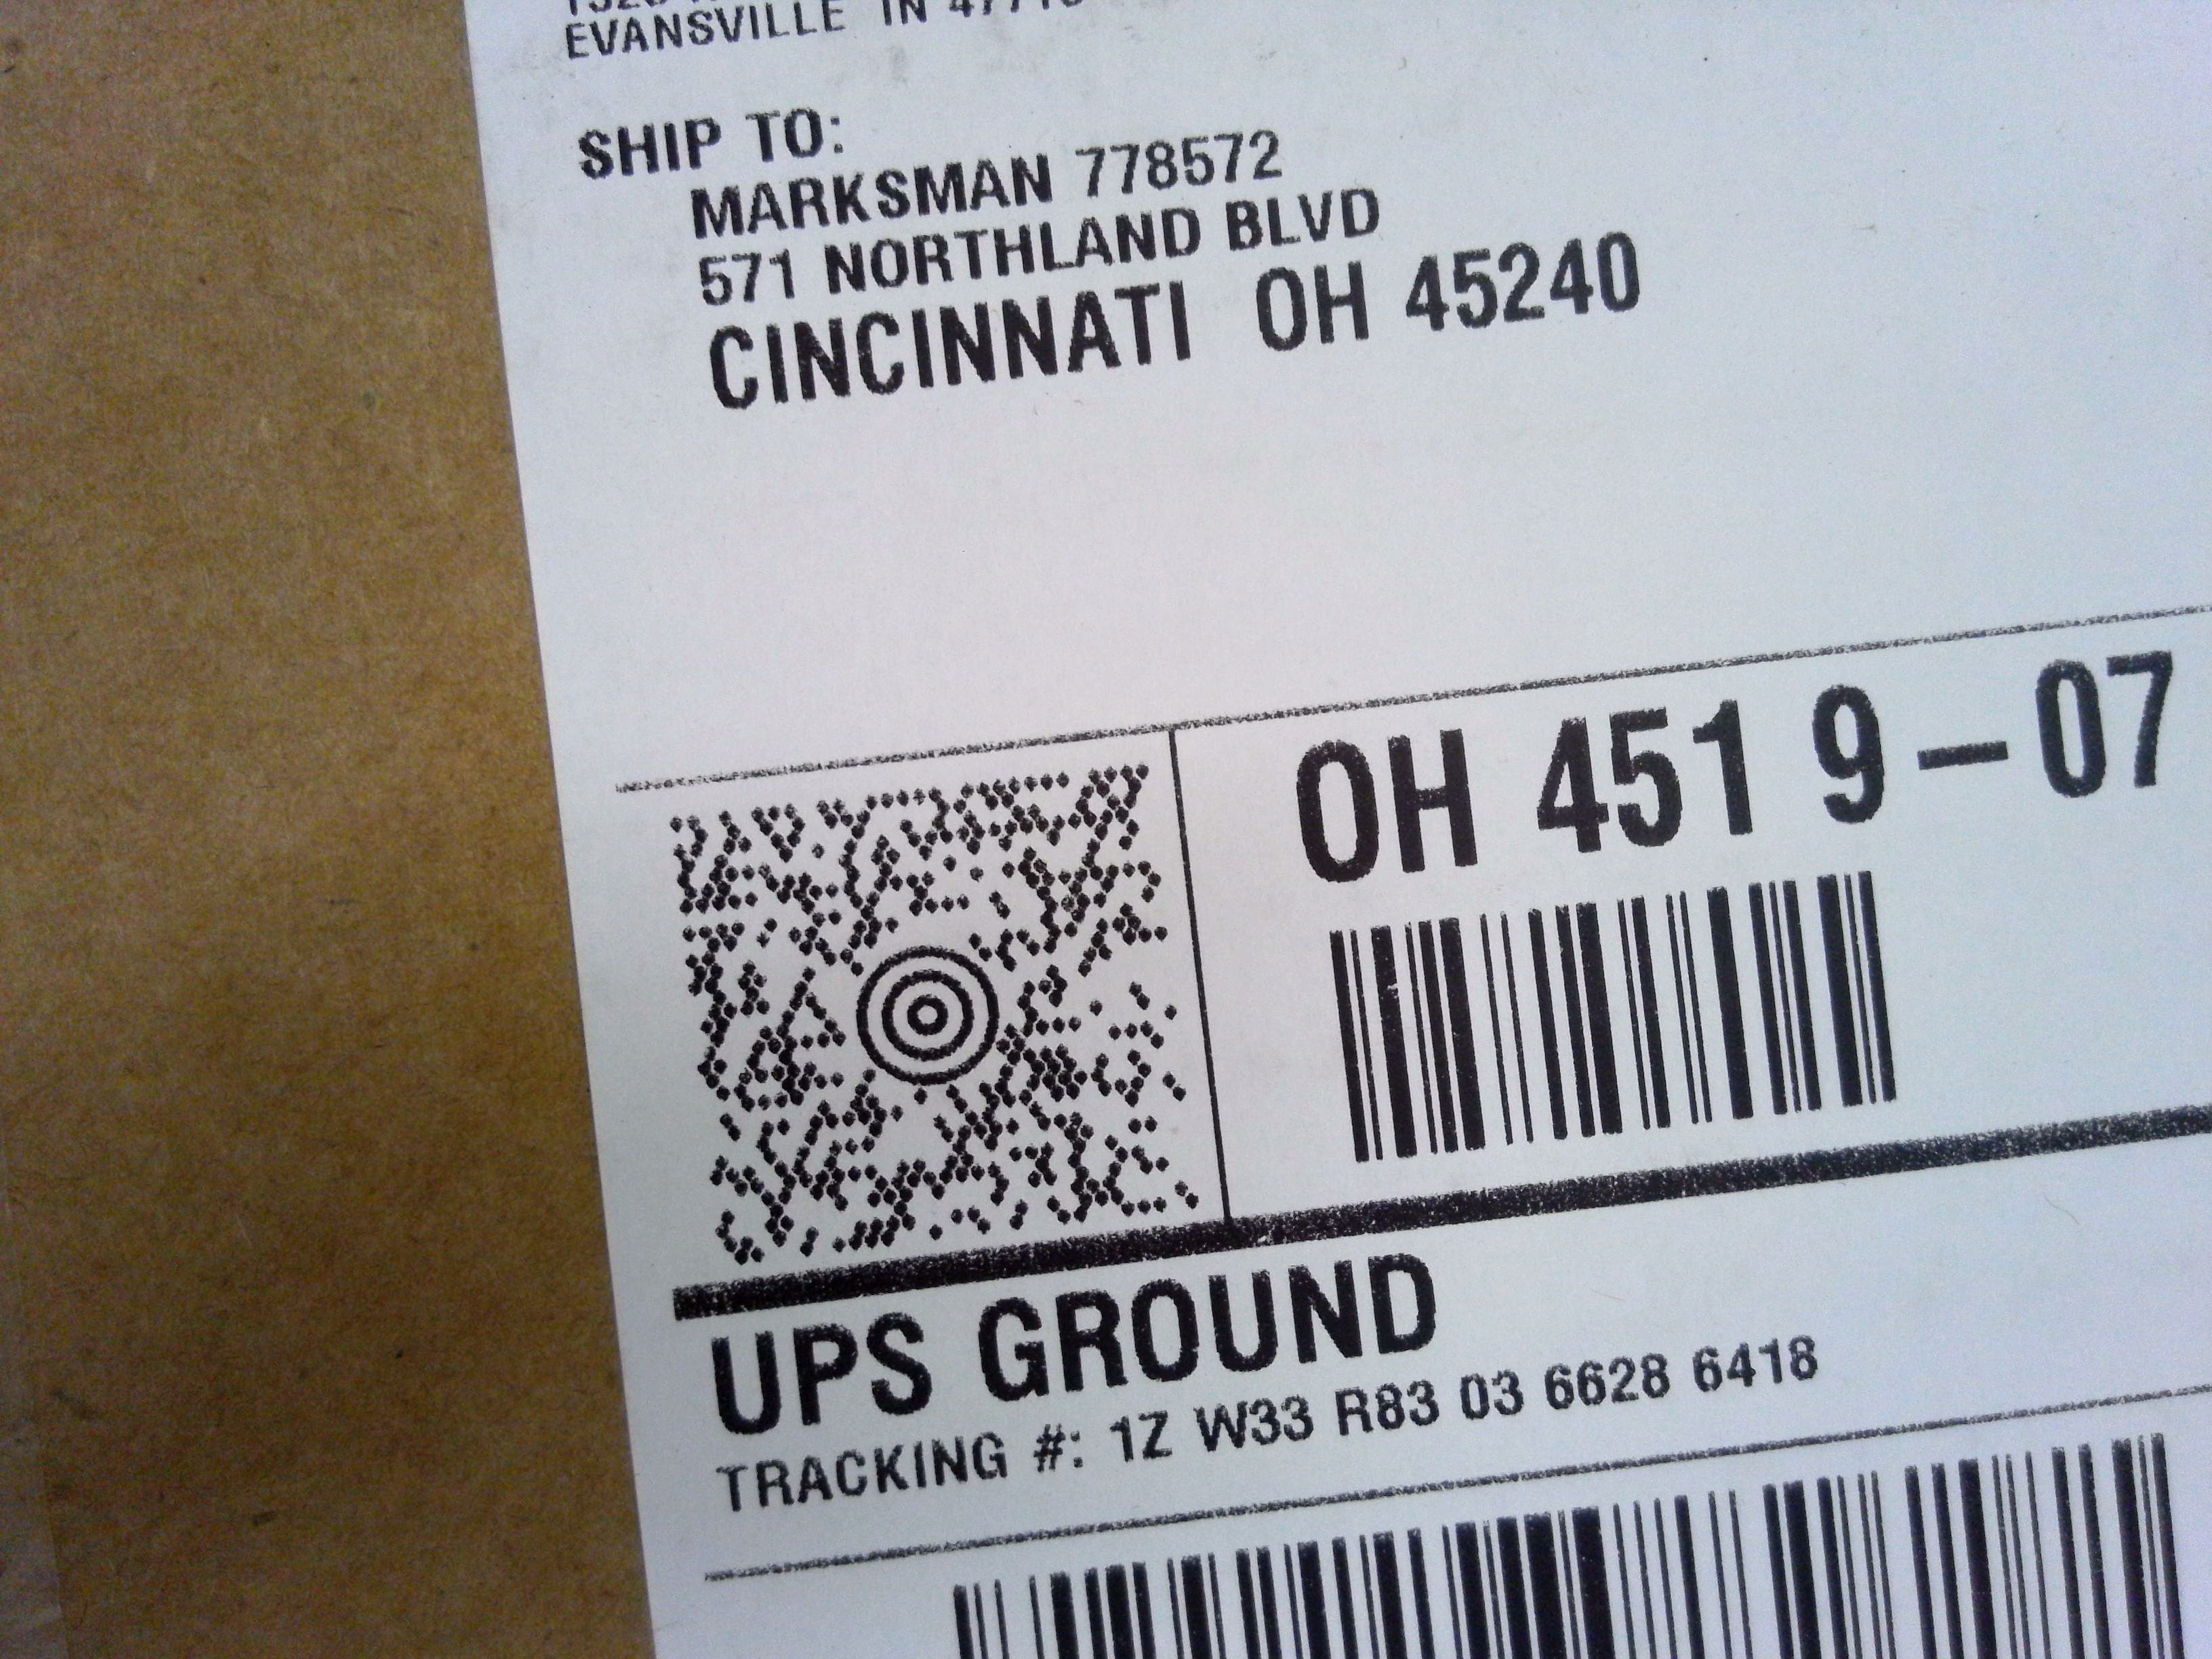 EVANSVILLE IN
SHIP TO:
MARKSMAN 778572
571 NORTHLAND BLVD
CINCINNATI OH 45240
OH 451 9-07
UPS GROUND
TRACKING #: 1Z W33 R83 03 6628 6418